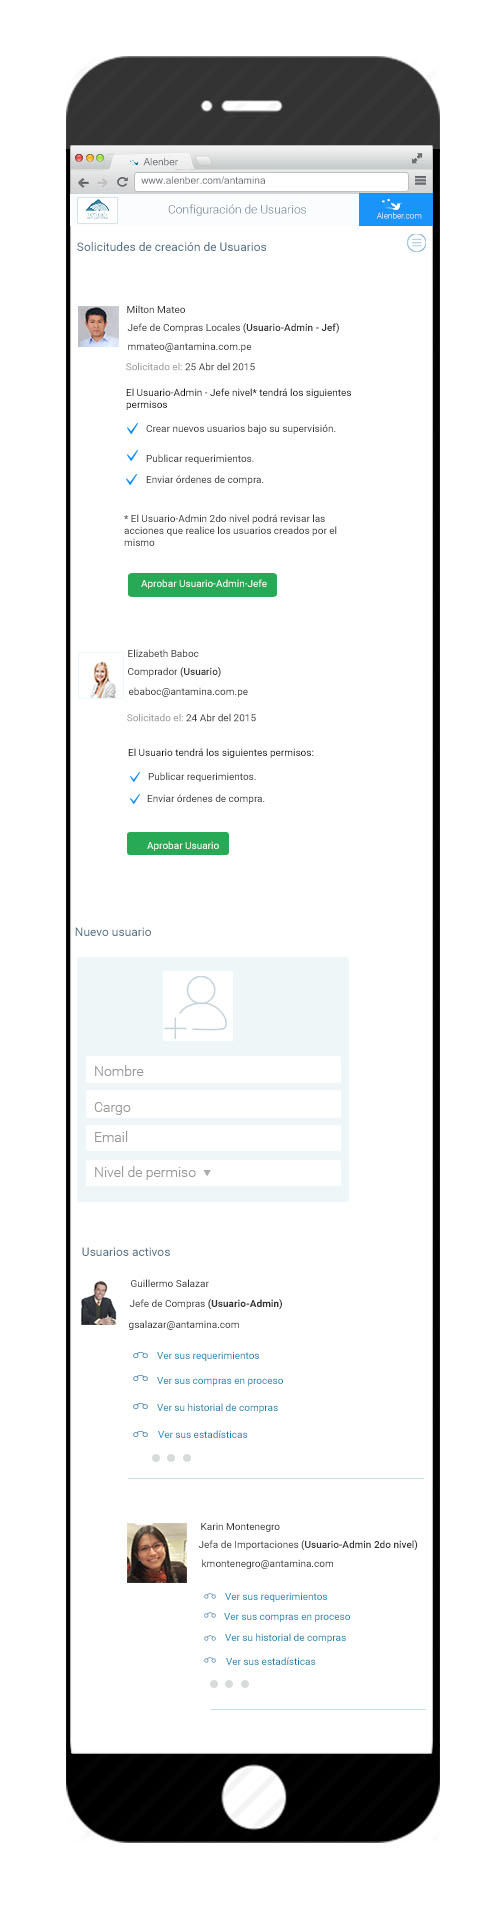 Alenber
www.alenber.com/antamina
Configuración de Usuarios
Alenber.com
Solicitudes de creación de Usuarios
Milton Mateo
Jefe de Compras Locales (Usuario-Admin - Jef)
mmateo@antamina.com.pe
Solicitado el: 25 Abr del 2015
El Usuario-Admin - Jefe nivel* tendrá los siguientes
permisos
Crear nuevos usuarios bajo su supervisión.
Publicar requerimientos.
Enviar órdenes de compra.
* El Usuario-Admin 2do nivel podrá revisar las
acciones que realice los usuarios creados por el
mismo
Aprobar Usuario-Admin-Jefe
Elizabeth Baboc
Comprador (Usuario)
ebaboc@antamina.com.pe
Solicitado el: 24 Abr del 2015
El Usuario tendrá los siguientes permisos:
Publicar requerimientos.
Enviar órdenes de compra.
Aprobar Usuario
Nuevo usuario
Nombre
Cargo
Email
Nivel de permiso
Usuarios activos
Guillermo Salazar
Jefe de Compras (Usuario-Admin)
gsalazar@antamina.com
Ver sus requerimientos
Ver sus compras en proceso
Ver su historial de compras
Ver sus estadísticas
Karin Montenegro
Jefa de Importaciones (Usuario-Admin 2do nivel)
kmontenegro@antamina.com
Ver sus requerimientos
Ver sus compras en proceso
Ver su historial de compras
Ver sus estadísticas